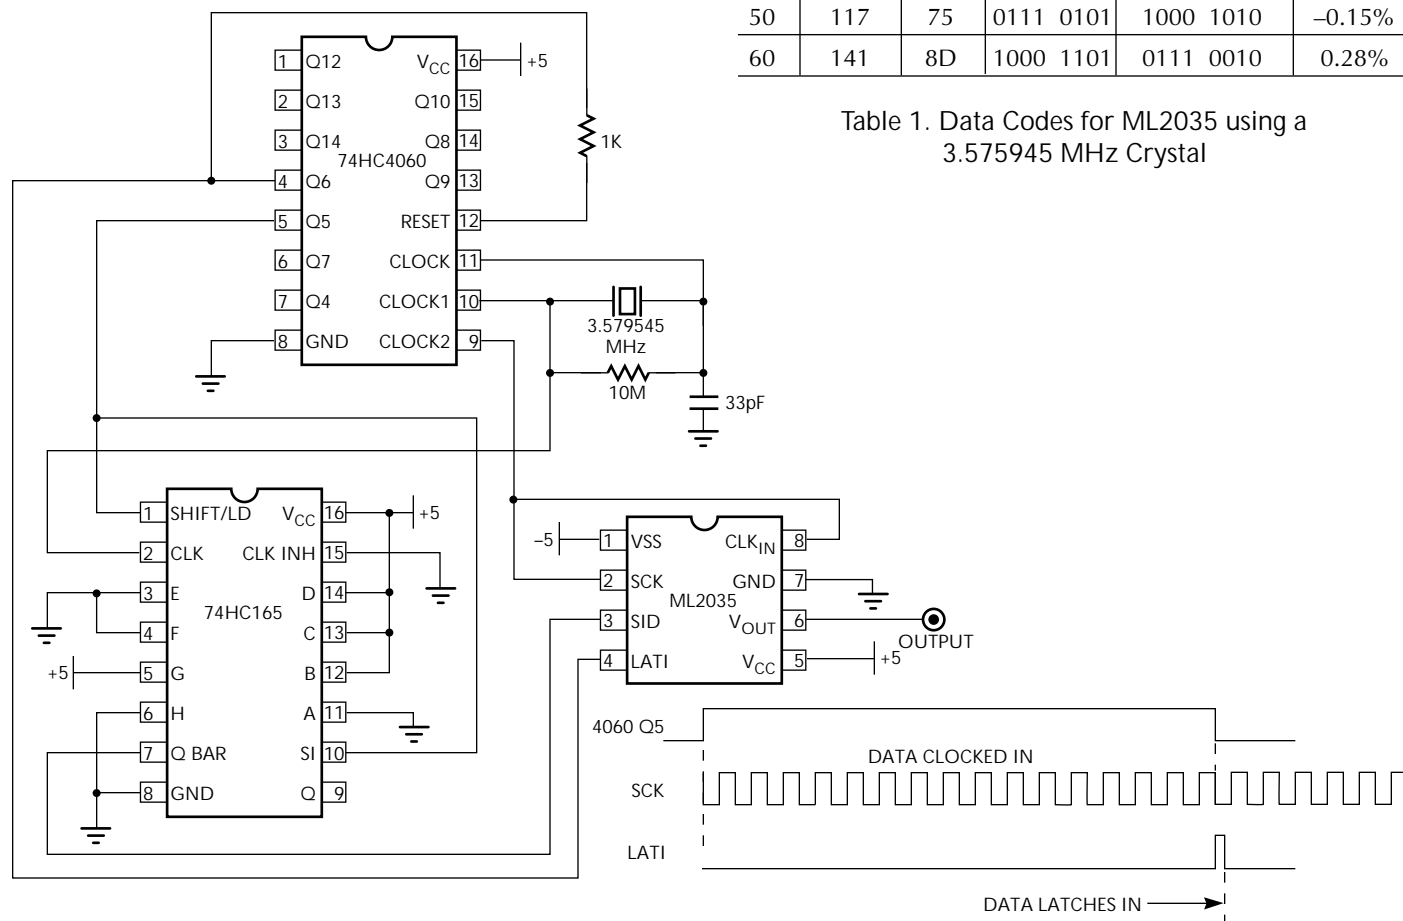 50 117 75 0111 0101 1000 1010 –0.15%
60 141 8D 1000 1101 0111 0010 0.28%
Table 1. Data Codes for ML2035 using a
3.575945 MHz Crystal
74HC4060
1 Q12 VCC 16 +5
2 Q13 Q10 15
3 Q14 Q8 14
4 Q6 Q9 13
5 Q5 RESET 12
6 Q7 CLOCK 11
7 Q4 CLOCK1 10
8 GND CLOCK2 9
1K
3.579545
MHz
10M
33pF
74HC165
1 SHIFT/LD VCC 16 +5
2 CLK CLK INH 15
3 E D 14
4 F C 13
+5 5 G B 12
6 H A 11
7 Q BAR SI 10
8 GND Q 9
ML2035
–5 1 VSS CLKIN 8
2 SCK GND 7
3 SID VOUT 6
OUTPUT
4 LATI VCC 5 +5
4060 Q5
DATA CLOCKED IN
SCK
LATI
DATA LATCHES IN